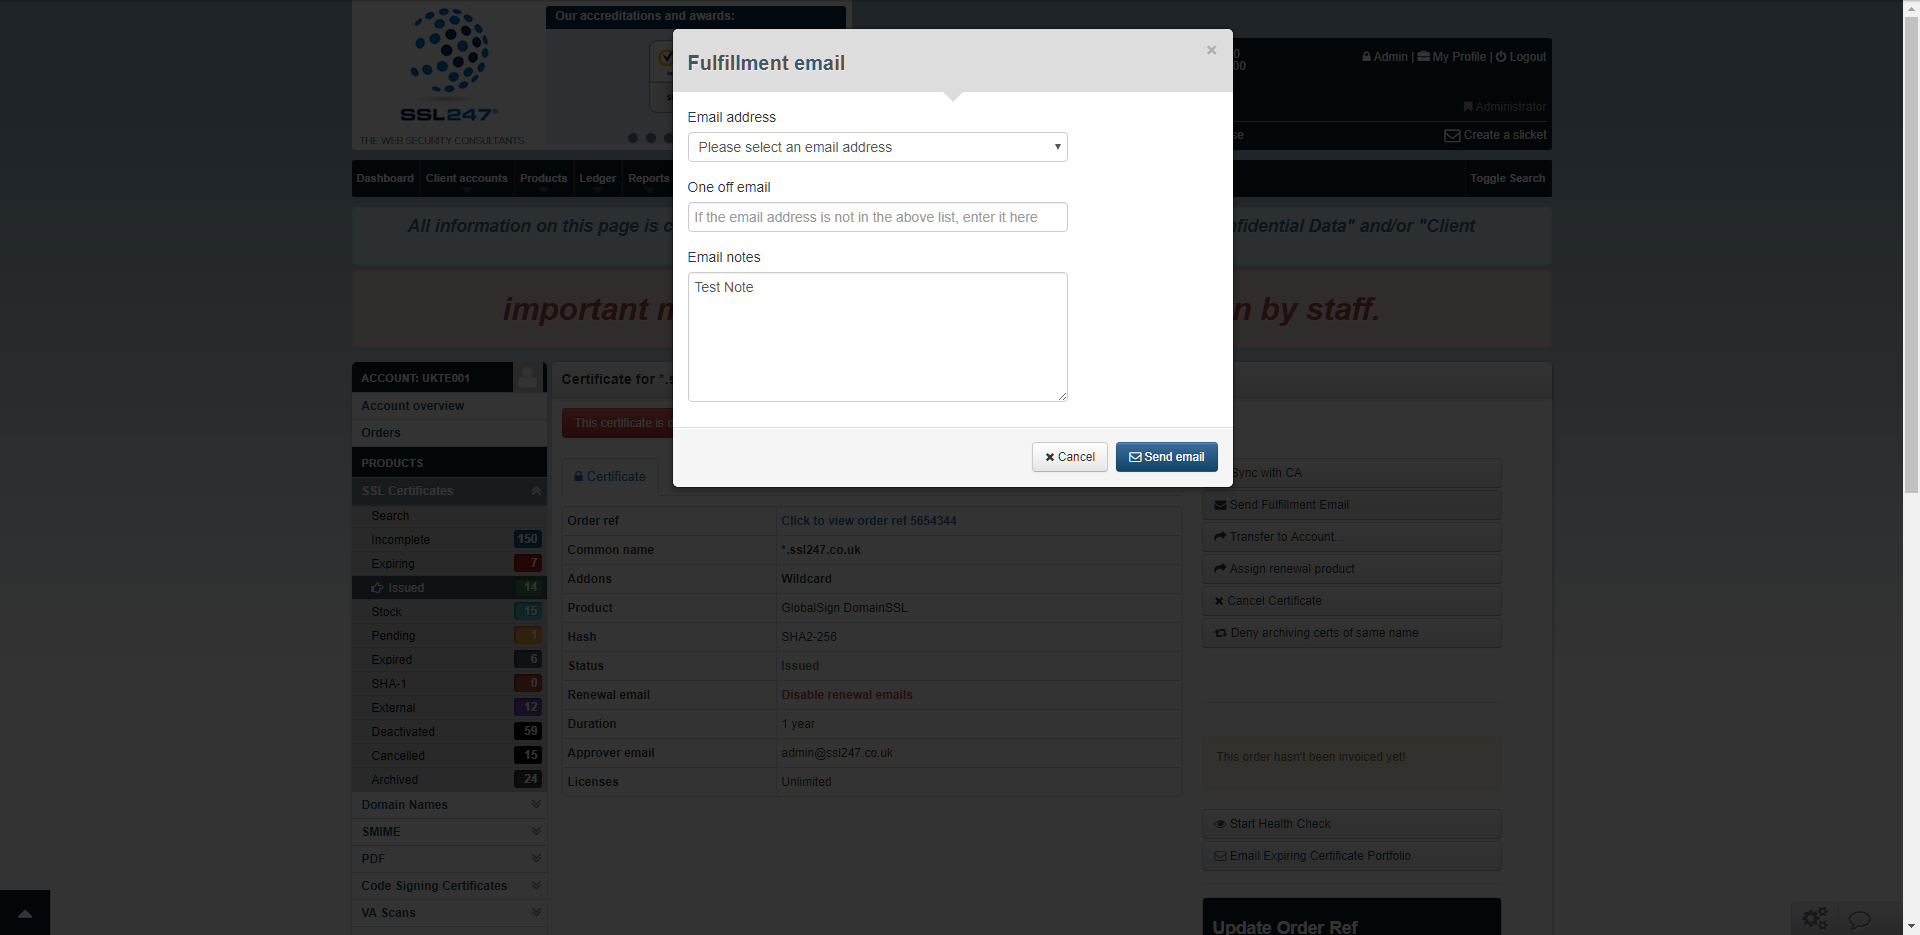 Our accreditations and awards:
SSL247®
THE WEB SECURITY CONSULTANTS
Admin | My Profile | Logout
Administrator
Create a slicket
Dashboard Client accounts Products Ledger Reports
Toggle Search
All information on this page is
"Client
important
by staff.
Fulfillment email
×
Email address
Please select an email address
One off email
If the email address is not in the above list, enter it here
Email notes
Test Note
Cancel
Send email
ACCOUNT: UKTE001
Account overview
Orders
PRODUCTS
SSL Certificates
Search
Incomplete 150
Expiring 7
Issued 14
Stock 15
Pending 1
Expired 6
SHA-1 0
External 12
Deactivated 59
Cancelled 15
Archived 24
Domain Names
SMIME
PDF
Code Signing Certificates
VA Scans
Certificate for
This certificate is
Certificate
Order ref Click to view order ref 5654344
Common name *.ssl247.co.uk
Addons Wildcard
Product GlobalSign DomainSSL
Hash SHA2-256
Status Issued
Renewal email Disable renewal emails
Duration 1 year
Approver email admin@ssl247.co.uk
Licenses Unlimited
Sync with CA
Send Fulfillment Email
Transfer to Account...
Assign renewal product
Cancel Certificate
Deny archiving certs of same name
This order hasn't been invoiced yet!
Start Health Check
Email Expiring Certificate Portfolio
Update Order Ref